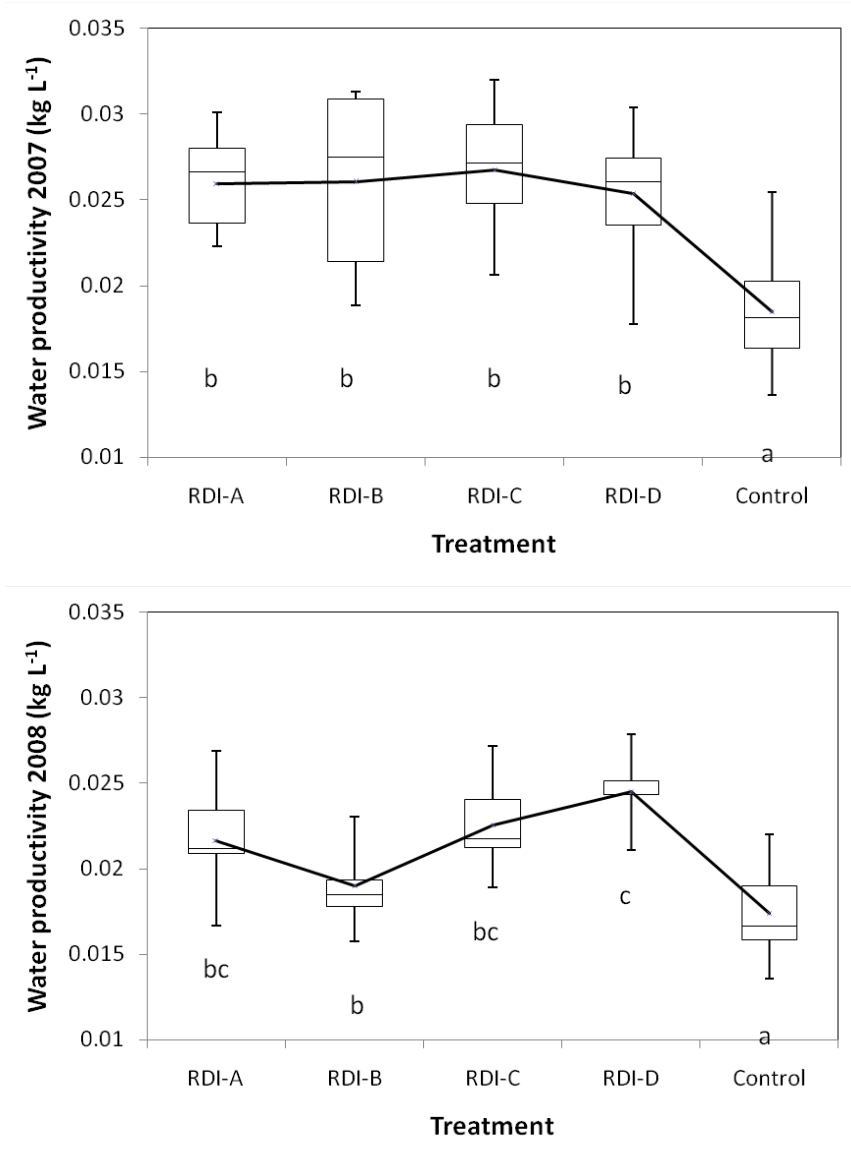 Water productivity 2007 (kg L⁻¹)
0.035
0.03
0.025
0.02
0.015
0.01
b b b b a
RDI-A RDI-B RDI-C RDI-D Control
Treatment
Water productivity 2008 (kg L⁻¹)
0.035
0.03
0.025
0.02
0.015
0.01
bc b bc c a
RDI-A RDI-B RDI-C RDI-D Control
Treatment